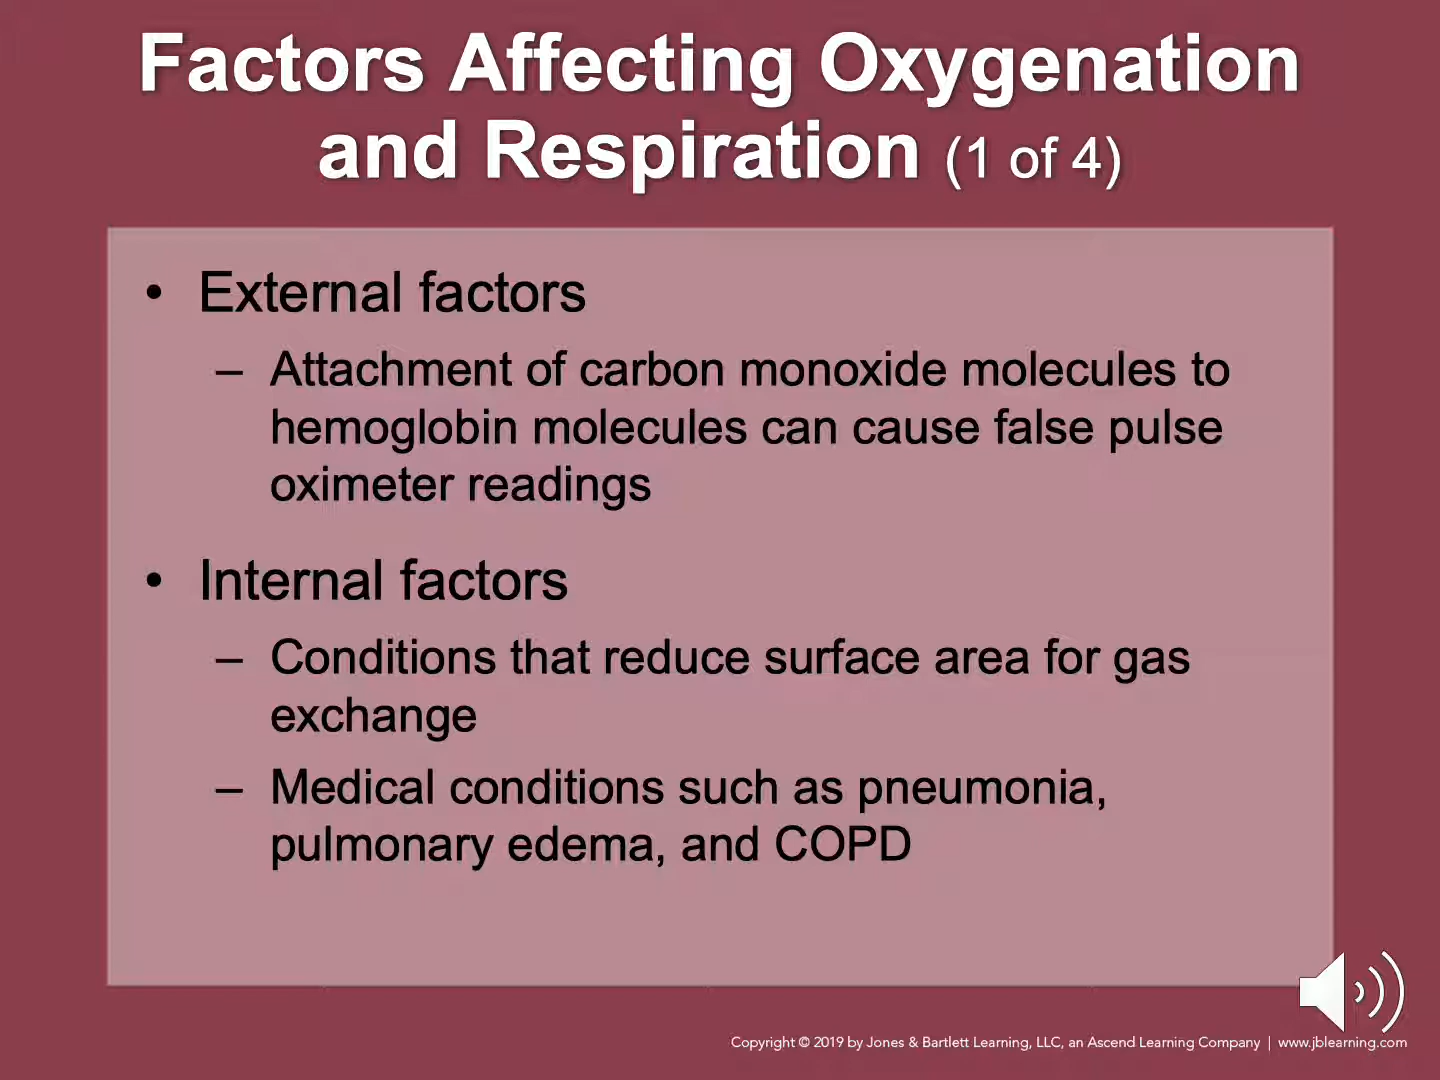 Factors Affecting Oxygenation
and Respiration (1 of 4)
• External factors
– Attachment of carbon monoxide molecules to
hemoglobin molecules can cause false pulse
oximeter readings
• Internal factors
– Conditions that reduce surface area for gas
exchange
– Medical conditions such as pneumonia,
pulmonary edema, and COPD
Copyright © 2019 by Jones & Bartlett Learning, LLC, an Ascend Learning Company | www.jblearning.com